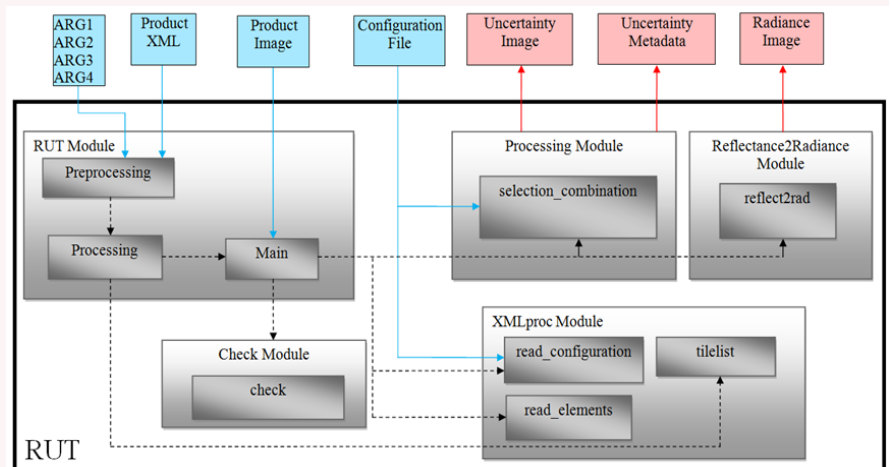 ARG1
ARG2
ARG3
ARG4
Product
XML
Product
Image
Configuration
File
Uncertainty
Image
Uncertainty
Metadata
Radiance
Image
RUT Module
Preprocessing
Processing
Main
Check Module
check
Processing Module
selection_combination
Reflectance2Radiance
Module
reflect2rad
XMLproc Module
read_configuration
tilelist
read_elements
RUT